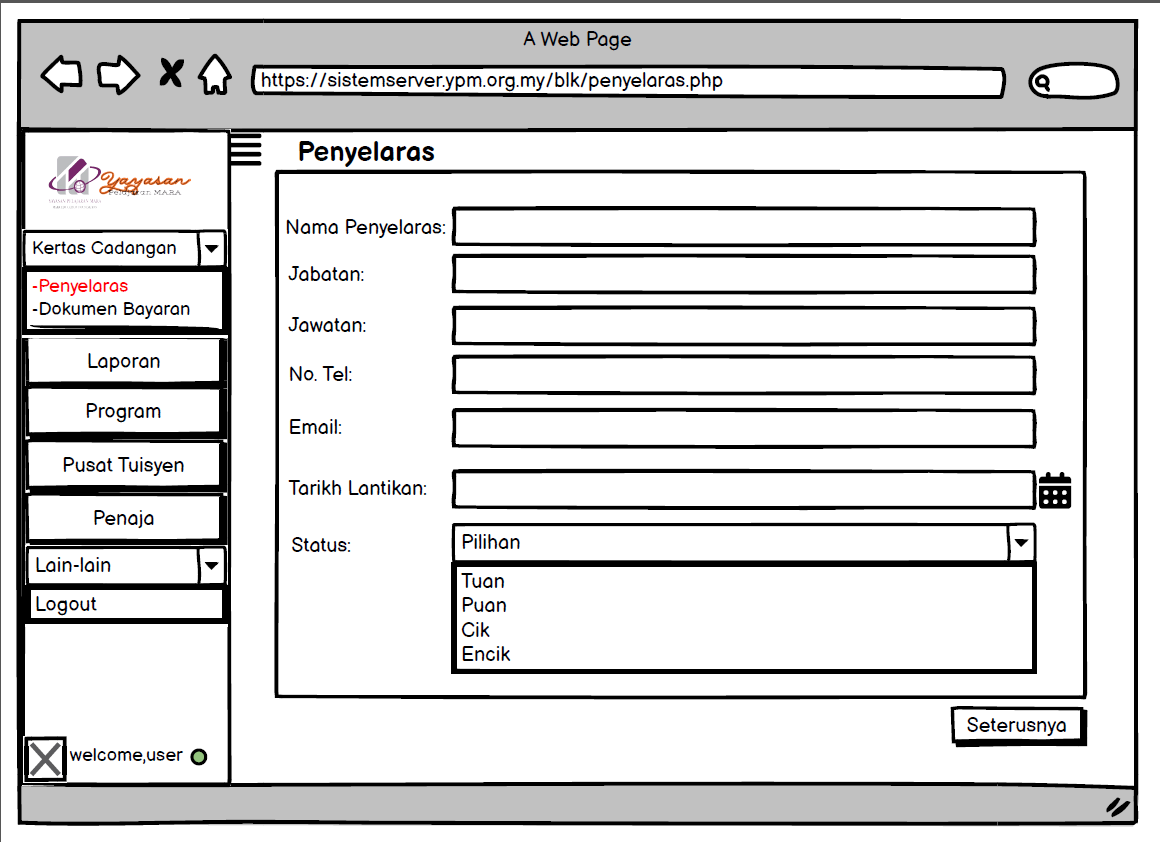 A Web Page
https://sistemserver.ypm.org.my/blk/penyelaras.php
Yayasan
Pelajaran MARA
Kertas Cadangan
-Penyelaras
-Dokumen Bayaran
Laporan
Program
Pusat Tuisyen
Penaja
Lain-lain
Logout
welcome,user
Penyelaras
Nama Penyelaras:
Jabatan:
Jawatan:
No. Tel:
Email:
Tarikh Lantikan:
Status:
Pilihan
Tuan
Puan
Cik
Encik
Seterusnya